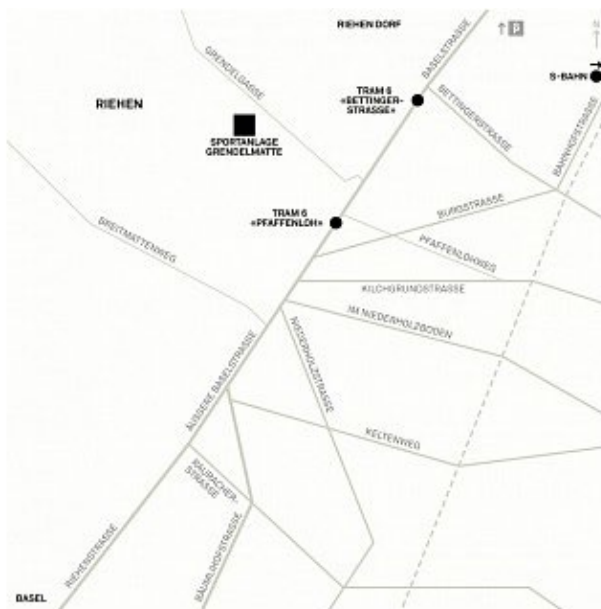 RIEHEN DORF
BASELSTRASSE
↑ P
N
S-BAHN
GRENDELGASSE
TRAM 6
«BETTINGER-
STRASSE»
BETTINGERSTRASSE
BAHNHOFSTRASSE
RIEHEN
SPORTANLAGE
GRENDELMATTE
TRAM 6
«PFAFFENLOH»
BURGSTRASSE
PFAFFENLOHWEG
BREITMATTENWEG
KILCHGRUNDSTRASSE
IM NIEDERHOLZBODEN
NIEDERHOLZSTRASSE
ÄUSSERE BASELSTRASSE
KELTENWEG
RAURACHER-
STRASSE
BÄUMLIHOFSTRASSE
RIEHENSTRASSE
BASEL